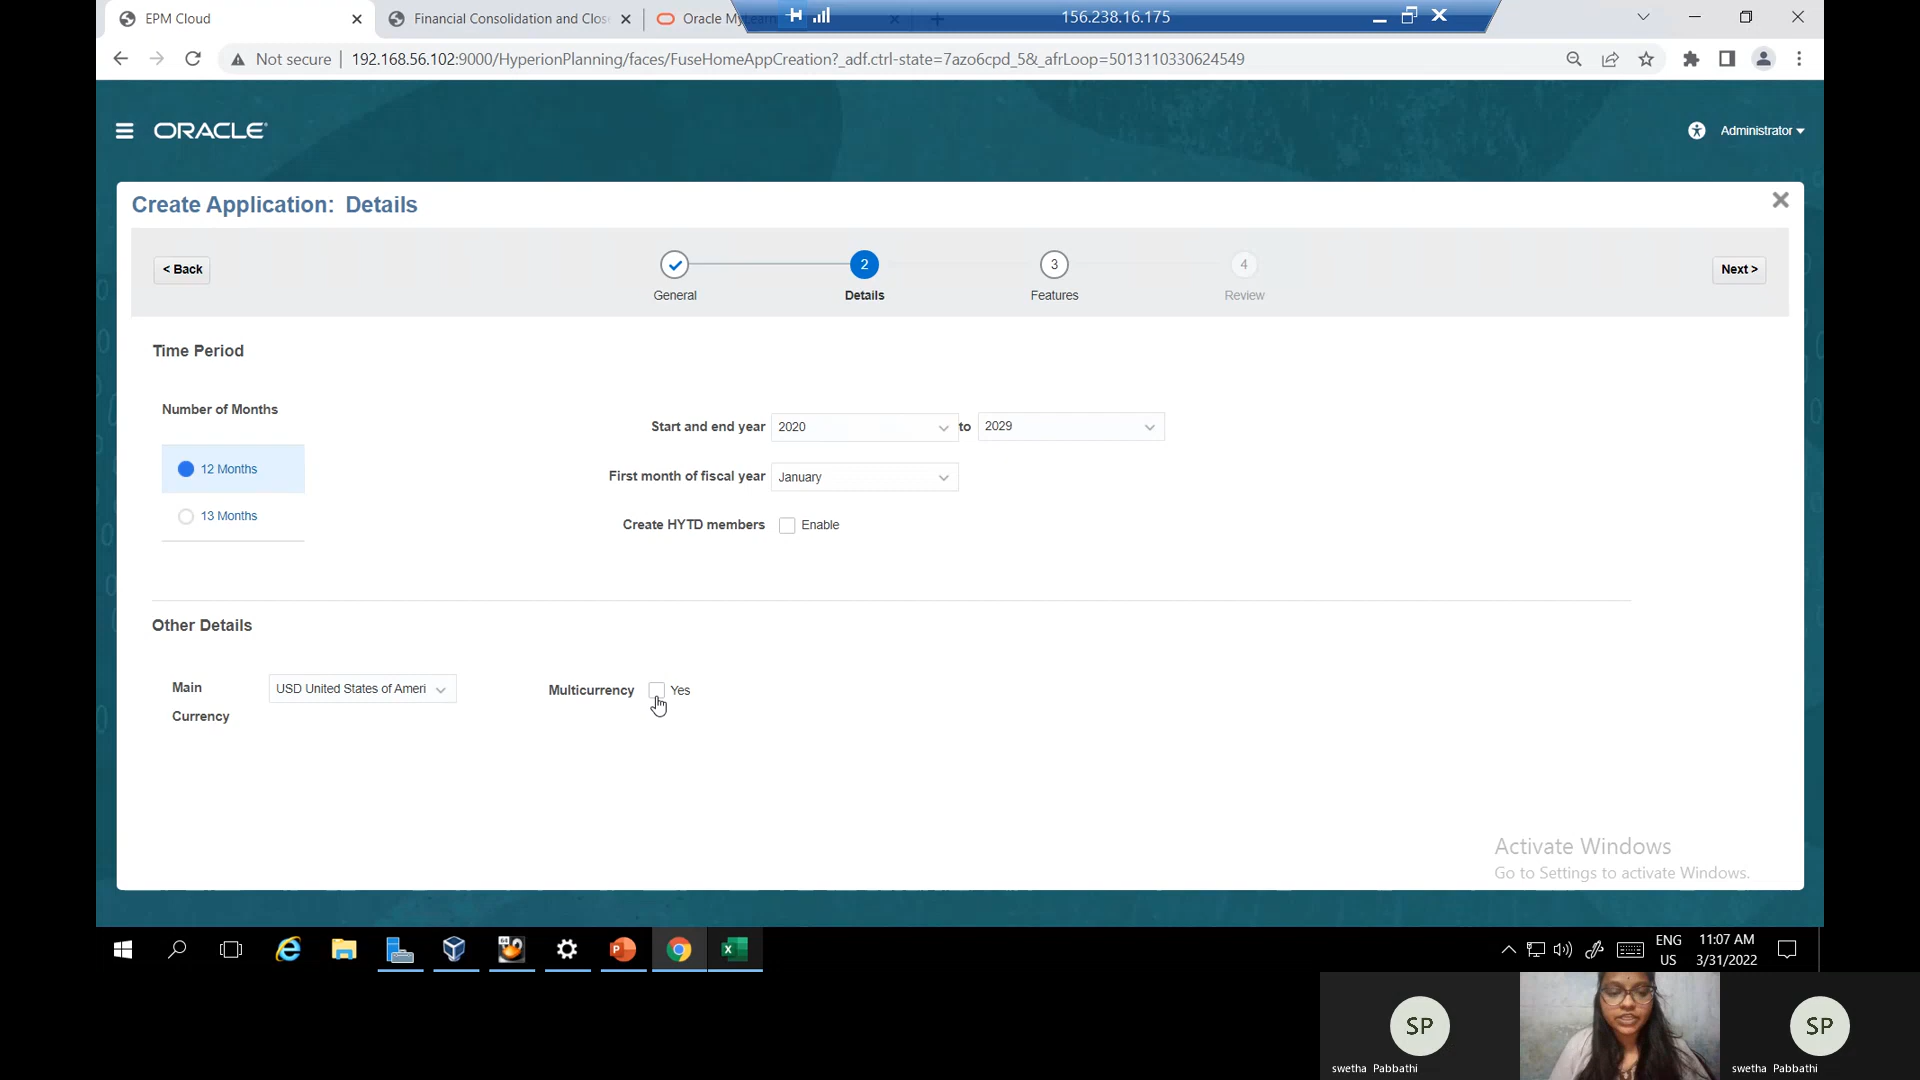 EPM Cloud
Financial Consolidation and Clos
Oracle MyLearn
156.238.16.175
Not secure
192.168.56.102:9000/HyperionPlanning/faces/FuseHomeAppCreation?_adf.ctrl-state=7azo6cpd_5&_afrLoop=5013110330624549
ORACLE
Administrator
Create Application: Details
< Back
2
3
4
Next >
General
Details
Features
Review
Time Period
Number of Months
12 Months
13 Months
Start and end year 2020 to 2029
First month of fiscal year January
Create HYTD members Enable
Other Details
Main
Currency
USD United States of Ameri
Multicurrency Yes
Activate Windows
Go to Settings to activate Windows.
ENG
US
11:07 AM
3/31/2022
SP
swetha Pabbathi
SP
swetha Pabbathi